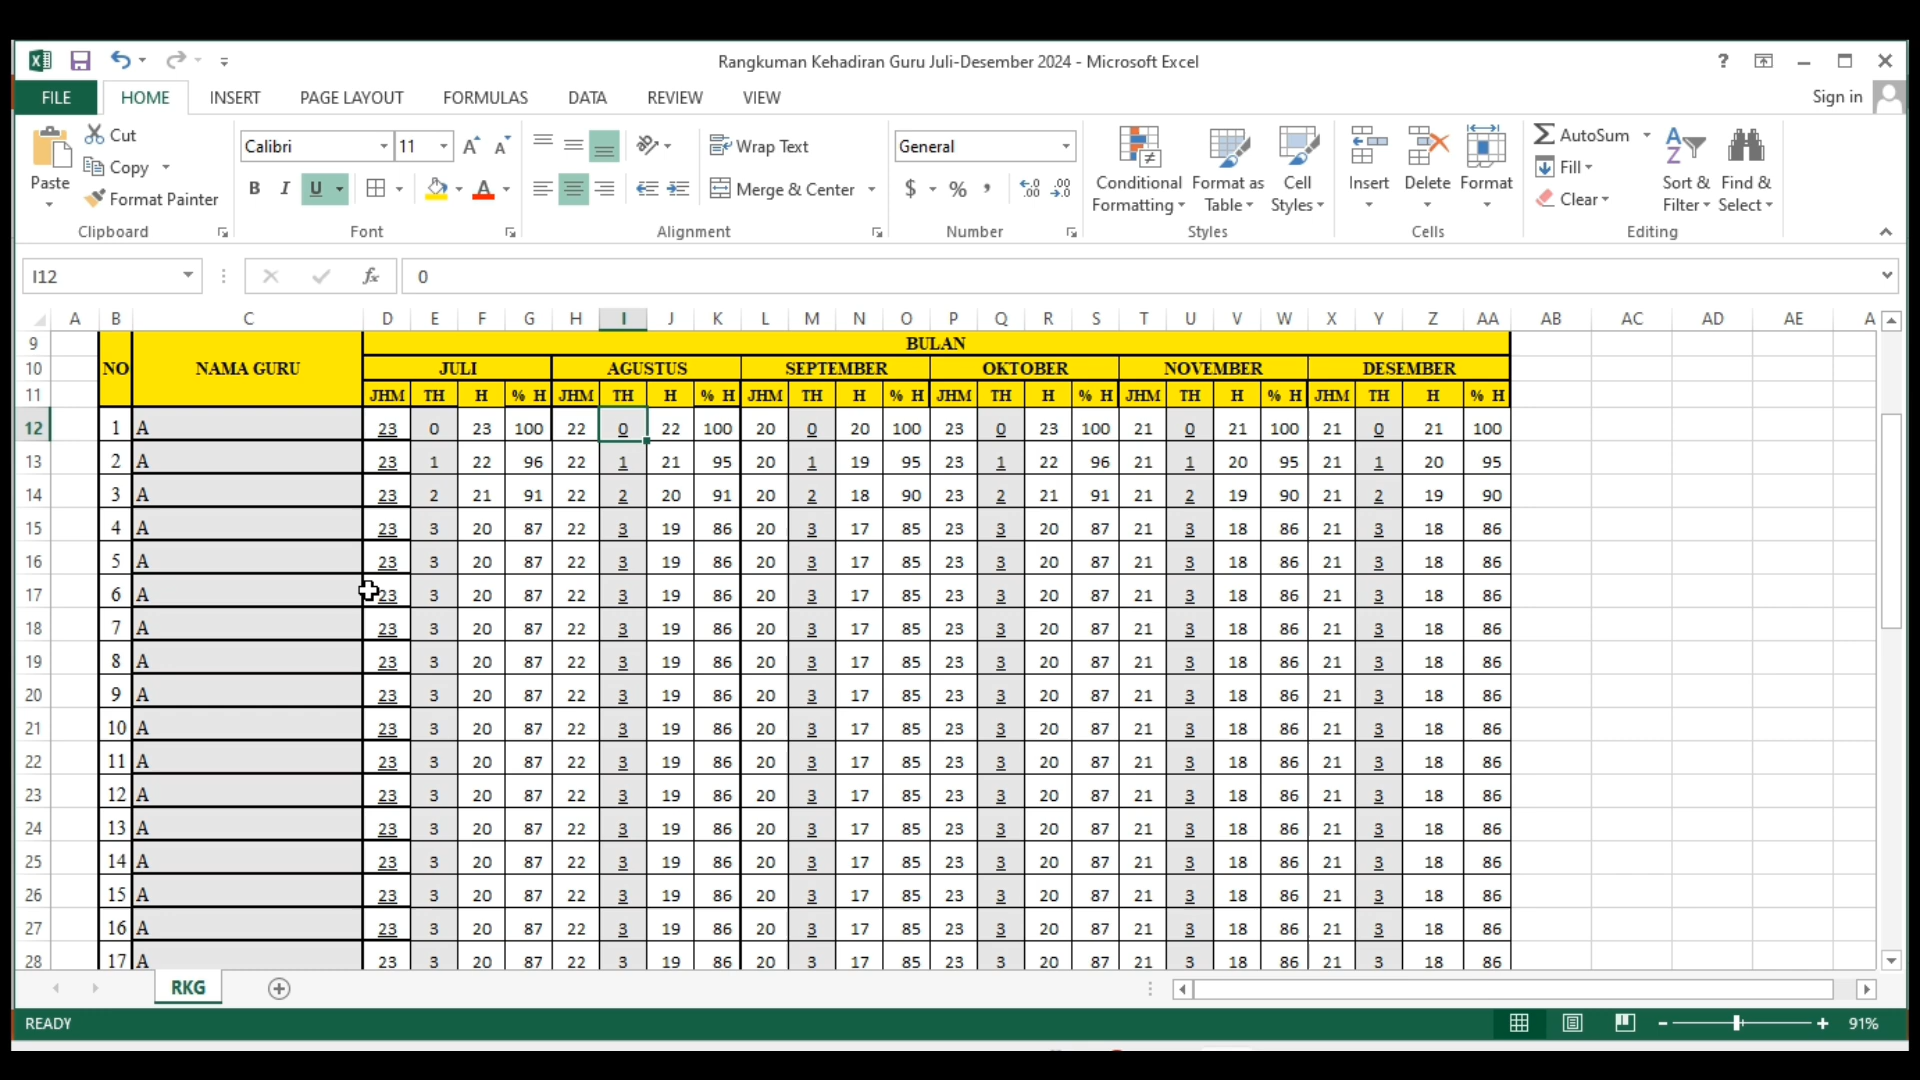 Rangkuman Kehadiran Guru Juli-Desember 2024 - Microsoft Excel
?
FILE HOME INSERT PAGE LAYOUT FORMULAS DATA REVIEW VIEW Sign in
Paste Cut Copy Format Painter Clipboard
Calibri 11 A A B I U A Font
Wrap Text Merge & Center Alignment
General $ % , Number
Conditional Formatting Format as Table Cell Styles Styles
Insert Delete Format Cells
AutoSum Fill Clear Sort & Filter Find & Select Editing
I12 fx 0
A B C D E F G H I J K L M N O P Q R S T U V W X Y Z AA AB AC AD AE A
9 BULAN
10 NO NAMA GURU JULI AGUSTUS SEPTEMBER OKTOBER NOVEMBER DESEMBER
11 JHM TH H % H JHM TH H % H JHM TH H % H JHM TH H % H JHM TH H % H JHM TH H % H
12 1 A 23 0 23 100 22 0 22 100 20 0 20 100 23 0 23 100 21 0 21 100 21 0 21 100
13 2 A 23 1 22 96 22 1 21 95 20 1 19 95 23 1 22 96 21 1 20 95 21 1 20 95
14 3 A 23 2 21 91 22 2 20 91 20 2 18 90 23 2 21 91 21 2 19 90 21 2 19 90
15 4 A 23 3 20 87 22 3 19 86 20 3 17 85 23 3 20 87 21 3 18 86 21 3 18 86
16 5 A 23 3 20 87 22 3 19 86 20 3 17 85 23 3 20 87 21 3 18 86 21 3 18 86
17 6 A 23 3 20 87 22 3 19 86 20 3 17 85 23 3 20 87 21 3 18 86 21 3 18 86
18 7 A 23 3 20 87 22 3 19 86 20 3 17 85 23 3 20 87 21 3 18 86 21 3 18 86
19 8 A 23 3 20 87 22 3 19 86 20 3 17 85 23 3 20 87 21 3 18 86 21 3 18 86
20 9 A 23 3 20 87 22 3 19 86 20 3 17 85 23 3 20 87 21 3 18 86 21 3 18 86
21 10 A 23 3 20 87 22 3 19 86 20 3 17 85 23 3 20 87 21 3 18 86 21 3 18 86
22 11 A 23 3 20 87 22 3 19 86 20 3 17 85 23 3 20 87 21 3 18 86 21 3 18 86
23 12 A 23 3 20 87 22 3 19 86 20 3 17 85 23 3 20 87 21 3 18 86 21 3 18 86
24 13 A 23 3 20 87 22 3 19 86 20 3 17 85 23 3 20 87 21 3 18 86 21 3 18 86
25 14 A 23 3 20 87 22 3 19 86 20 3 17 85 23 3 20 87 21 3 18 86 21 3 18 86
26 15 A 23 3 20 87 22 3 19 86 20 3 17 85 23 3 20 87 21 3 18 86 21 3 18 86
27 16 A 23 3 20 87 22 3 19 86 20 3 17 85 23 3 20 87 21 3 18 86 21 3 18 86
28 17 A 23 3 20 87 22 3 19 86 20 3 17 85 23 3 20 87 21 3 18 86 21 3 18 86
RKG
READY 91%